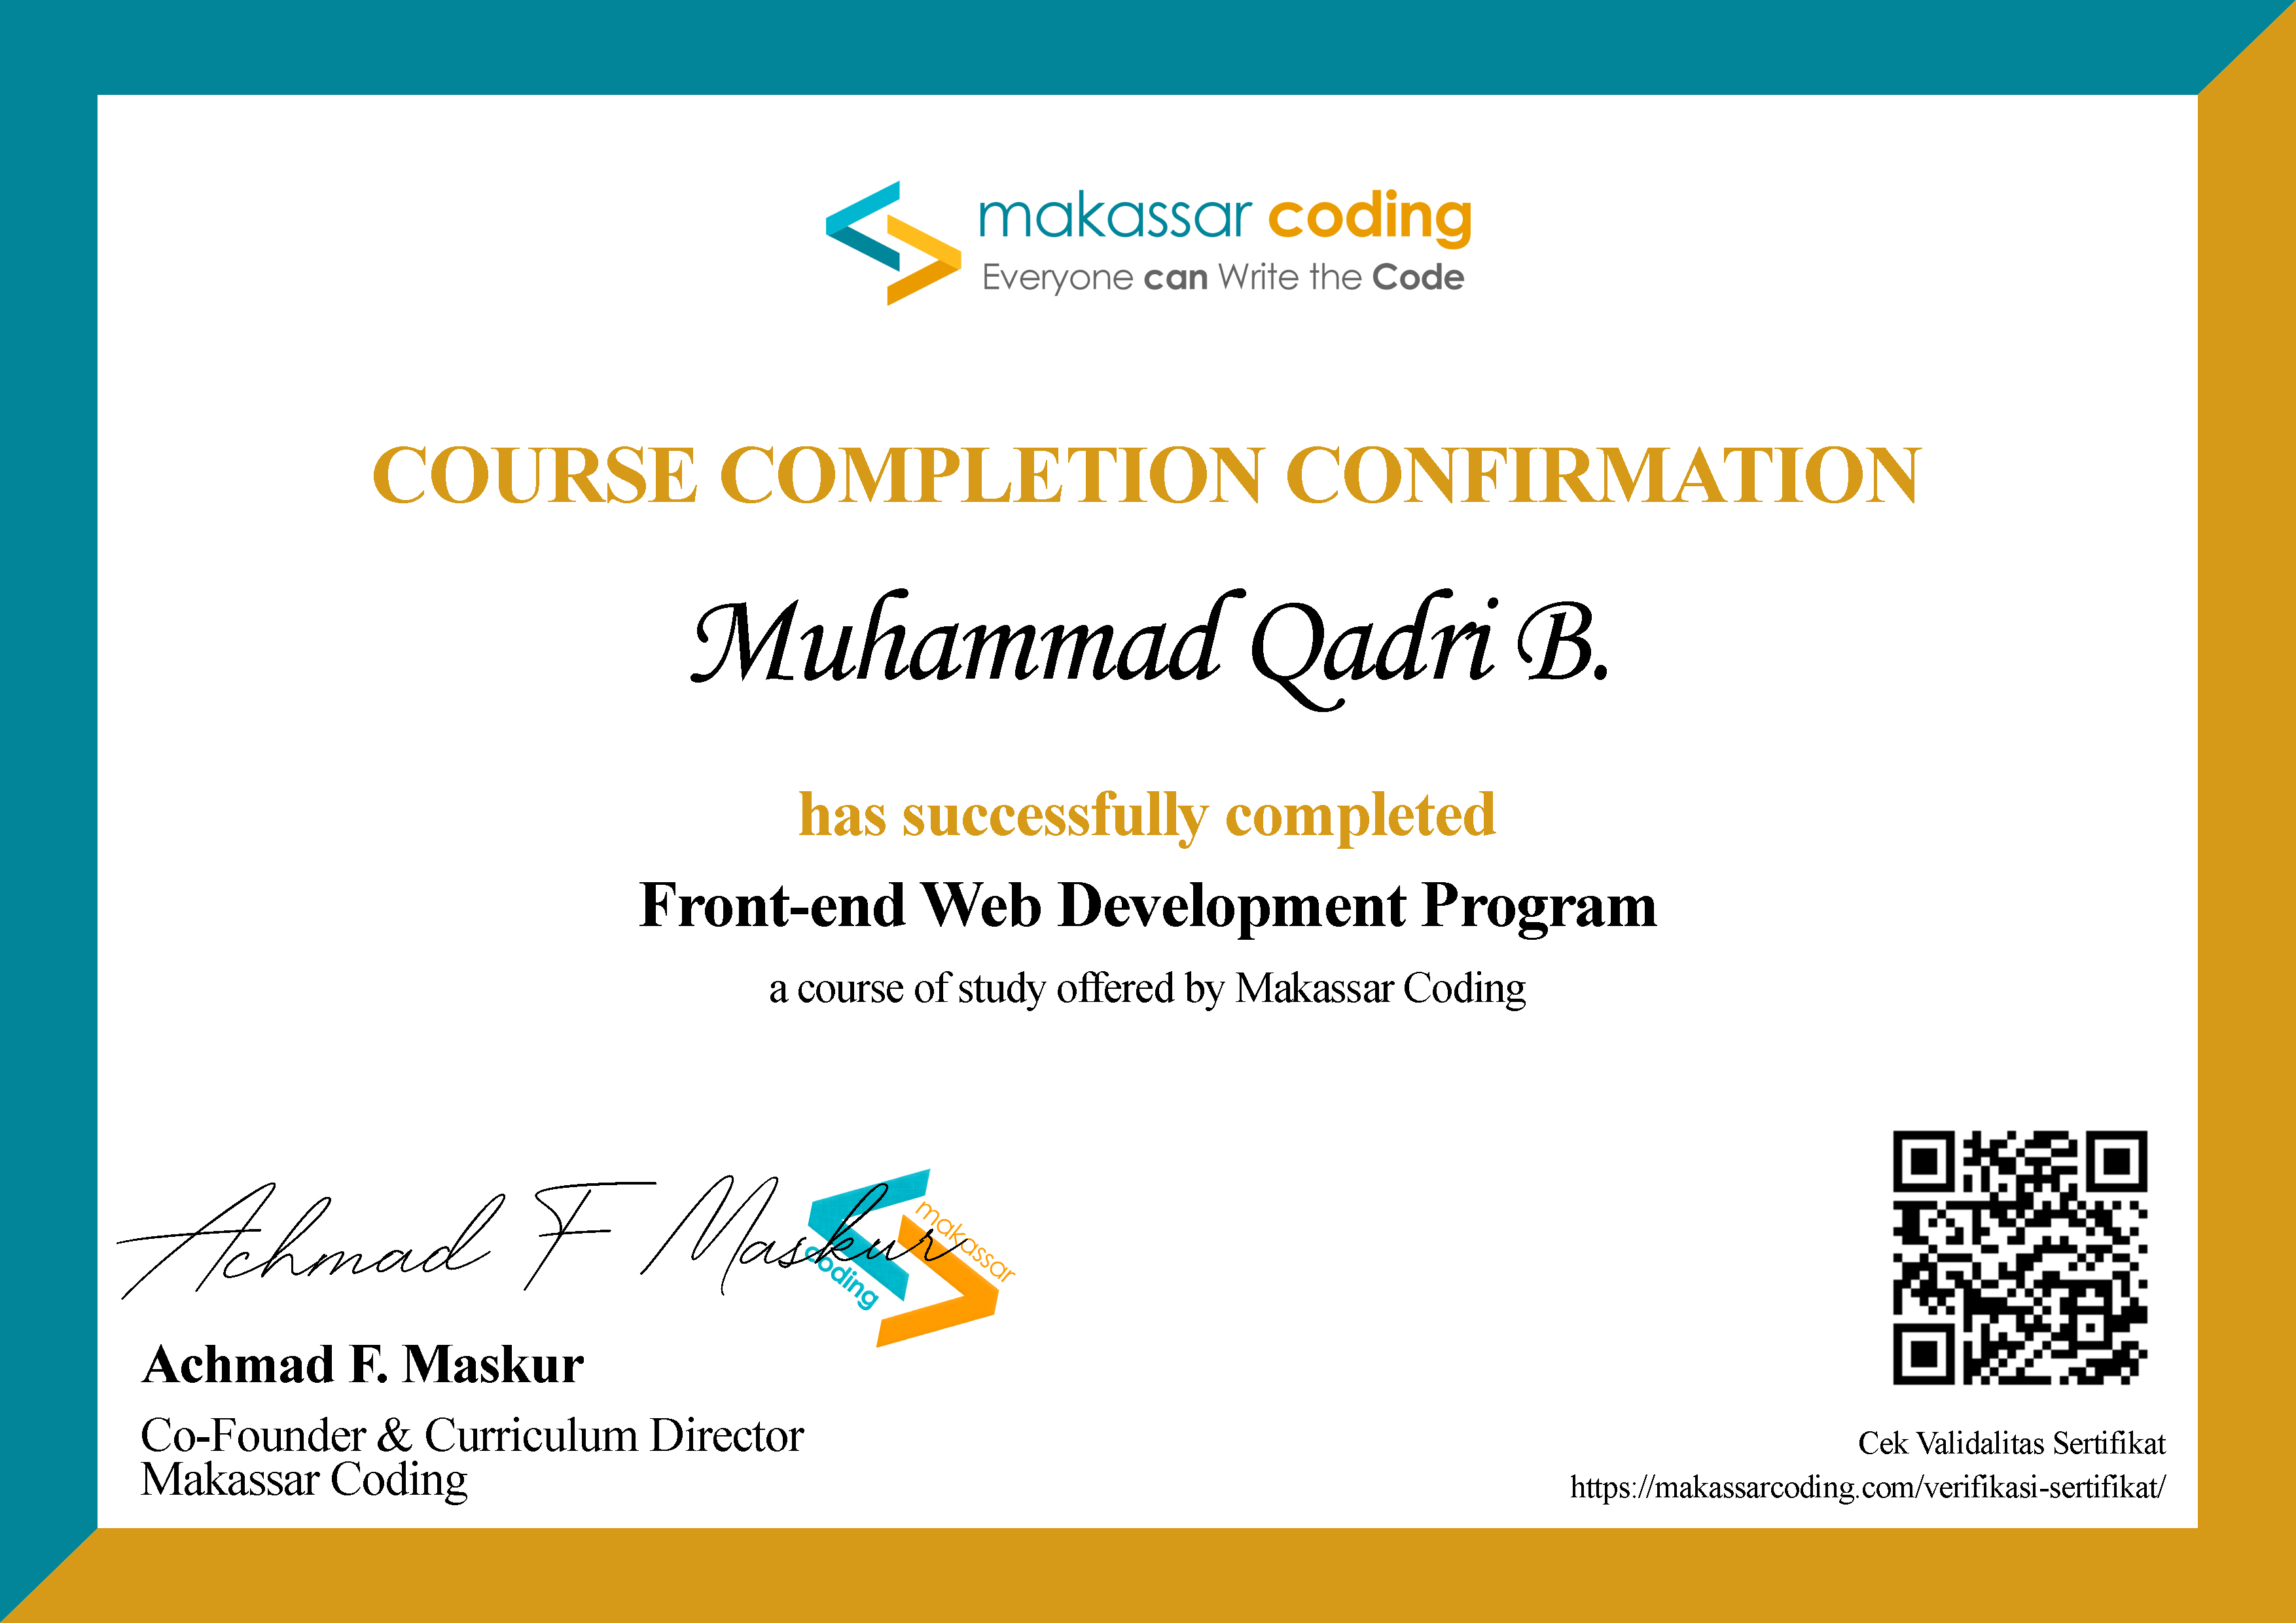 makassar coding
Everyone can Write the Code
COURSE COMPLETION CONFIRMATION
Muhammad Qadri B.
has successfully completed
Front-end Web Development Program
a course of study offered by Makassar Coding
Achmad F Maskur
makassar
coding
Achmad F. Maskur
Co-Founder & Curriculum Director
Makassar Coding
Cek Validalitas Sertifikat
https://makassarcoding.com/verifikasi-sertifikat/